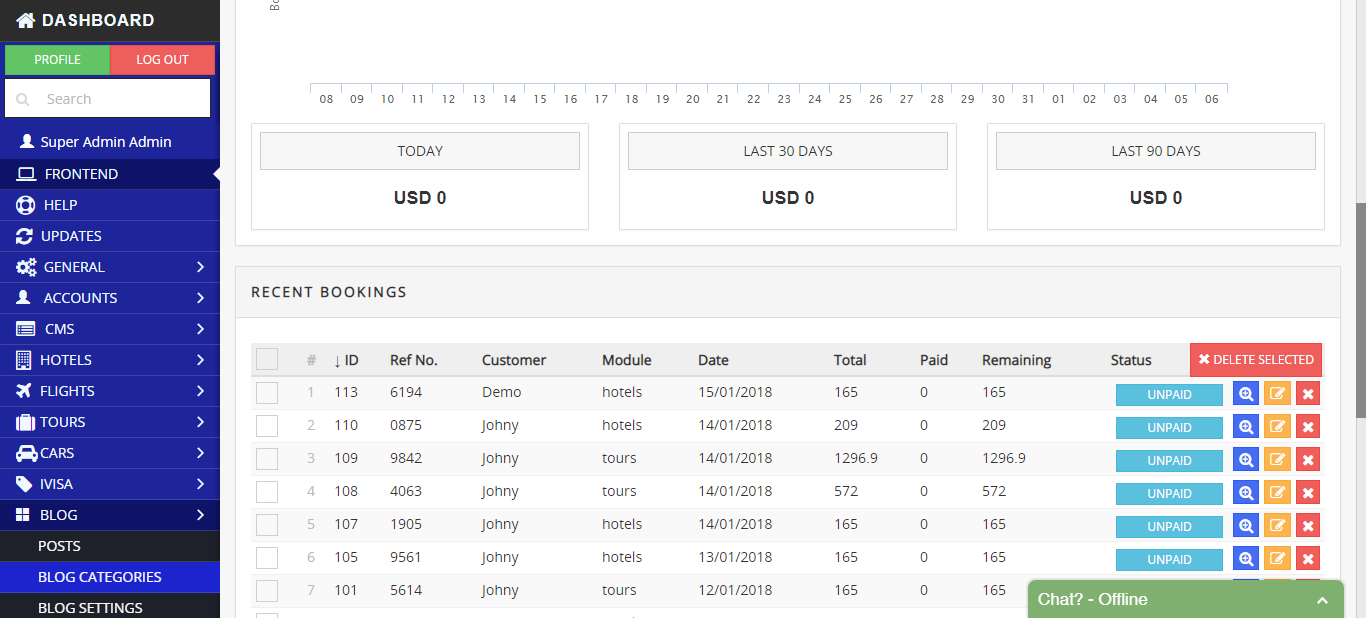 DASHBOARD
PROFILE LOG OUT
Search
Super Admin Admin
FRONTEND
HELP
UPDATES
GENERAL
ACCOUNTS
CMS
HOTELS
FLIGHTS
TOURS
CARS
IVISA
BLOG
POSTS
BLOG CATEGORIES
BLOG SETTINGS
08 09 10 11 12 13 14 15 16 17 18 19 20 21 22 23 24 25 26 27 28 29 30 31 01 02 03 04 05 06
TODAY
USD 0
LAST 30 DAYS
USD 0
LAST 90 DAYS
USD 0
RECENT BOOKINGS
# ↓ ID Ref No. Customer Module Date Total Paid Remaining Status DELETE SELECTED
1 113 6194 Demo hotels 15/01/2018 165 0 165 UNPAID
2 110 0875 Johny hotels 14/01/2018 209 0 209 UNPAID
3 109 9842 Johny tours 14/01/2018 1296.9 0 1296.9 UNPAID
4 108 4063 Johny tours 14/01/2018 572 0 572 UNPAID
5 107 1905 Johny hotels 14/01/2018 165 0 165 UNPAID
6 105 9561 Johny hotels 13/01/2018 165 0 165 UNPAID
7 101 5614 Johny tours 12/01/2018 165 0 165
Chat? - Offline